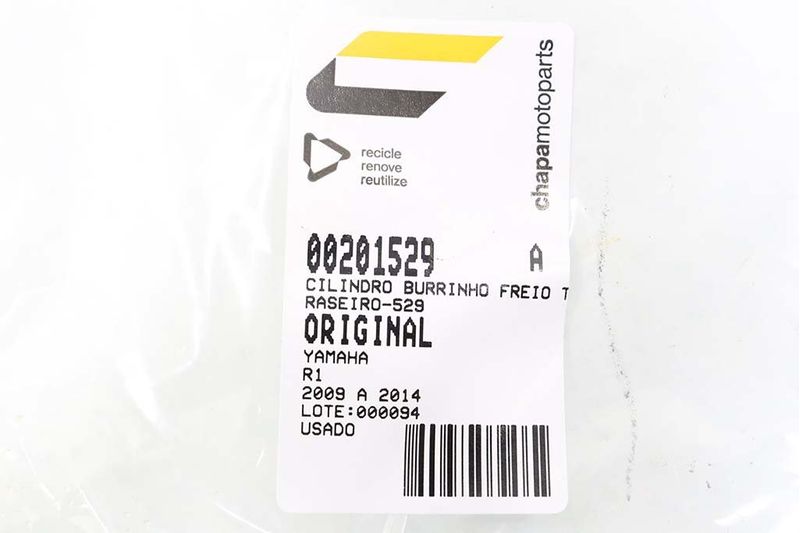 chapamotoparts
recicle
renove
reutilize
00201529 A
CILINDRO BURRINHO FREIO T
RASEIRO-529
ORIGINAL
YAMAHA
R1
2009 A 2014
LOTE:000094
USADO